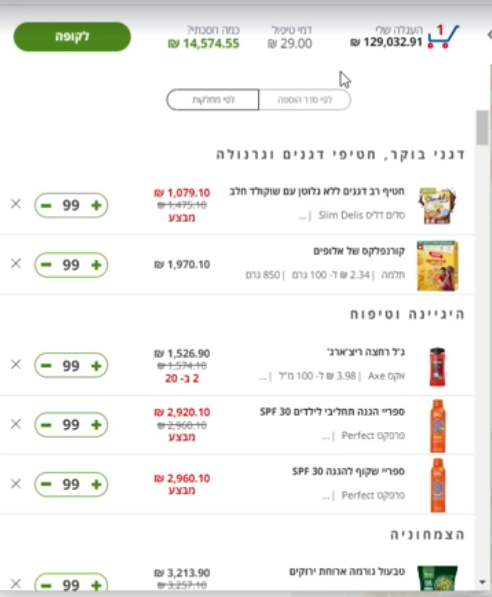 העגלה שלי
1
₪ 129,032.91
דמי טיפול
₪ 29.00
כמה חסכתי?
₪ 14,574.55
לקופה
לפי סדר הוספה
לפי מחלקות
דגני בוקר, חטיפי דגנים וגרנולה
חטיף רב דגנים ללא גלוטן עם שוקולד חלב
סלים דליס Slim Delis | ...
₪ 1,079.10
₪ 1,475.10
מבצע
99
קורנפלקס של אלופים
תלמה | 2.34 ₪ ל- 100 גרם | 850 גרם
₪ 1,970.10
99
היגיינה וטיפוח
ג'ל רחצה ריצ'ארג'
אקס Axe | 3.98 ₪ ל- 100 מ"ל | ...
₪ 1,526.90
₪ 1,574.10
2 ב- 20
99
ספריי הגנה תחליבי לילדים SPF 30
פרפקט Perfect | ...
₪ 2,920.10
₪ 2,960.10
מבצע
99
ספריי שקוף להגנה SPF 30
פרפקט Perfect | ...
₪ 2,960.10
מבצע
99
הצמחוניה
טבעול גורמה ארוחת ירוקים
₪ 3,213.90
₪ 3,257.10
99